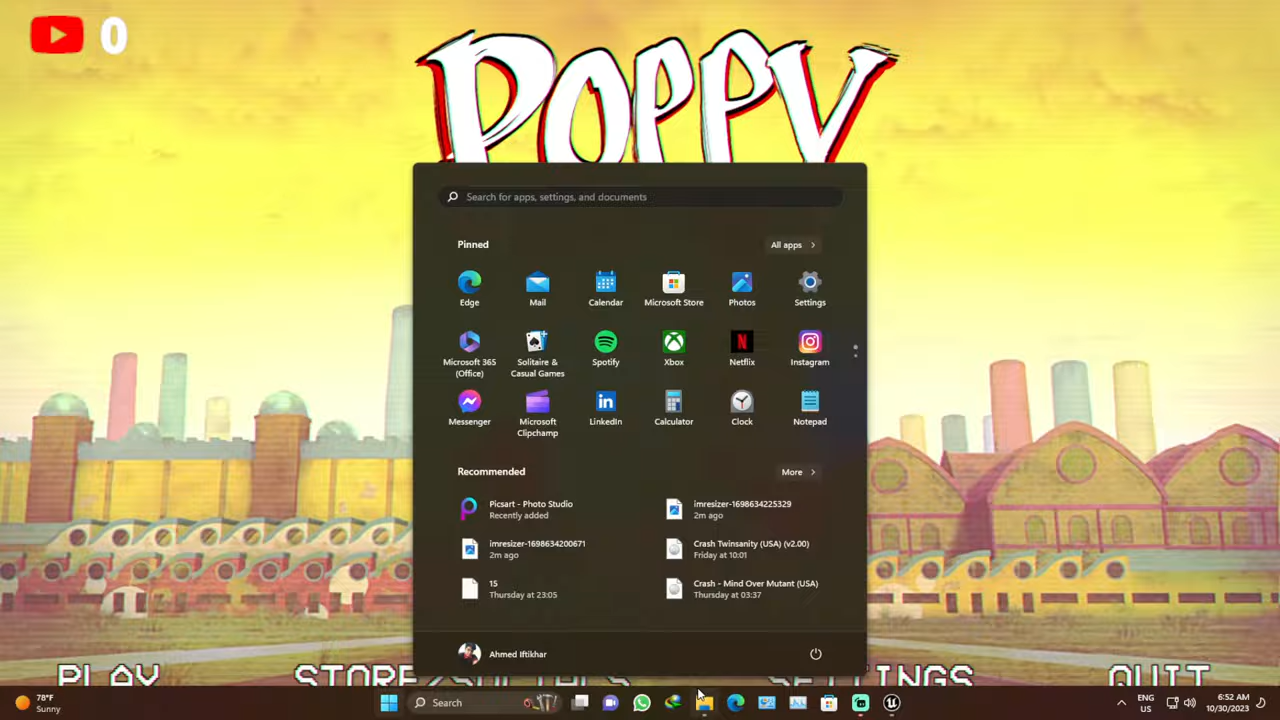 0
POPPY
Search for apps, settings, and documents
Pinned
All apps
Edge
Mail
Calendar
Microsoft Store
Photos
Settings
Microsoft 365
(Office)
Solitaire &
Casual Games
Spotify
Xbox
Netflix
Instagram
Messenger
Microsoft
Clipchamp
LinkedIn
Calculator
Clock
Notepad
Recommended
More
Picsart - Photo Studio
Recently added
imresizer-1698634225329
2m ago
imresizer-1698634200671
2m ago
Crash Twinsanity (USA) (v2.00)
Friday at 10:01
15
Thursday at 23:05
Crash - Mind Over Mutant (USA)
Thursday at 03:37
Ahmed Iftikhar
PLAY
STORE/SOCIALS
SETTINGS
QUIT
78°F
Sunny
Search
ENG
US
6:52 AM
10/30/2023